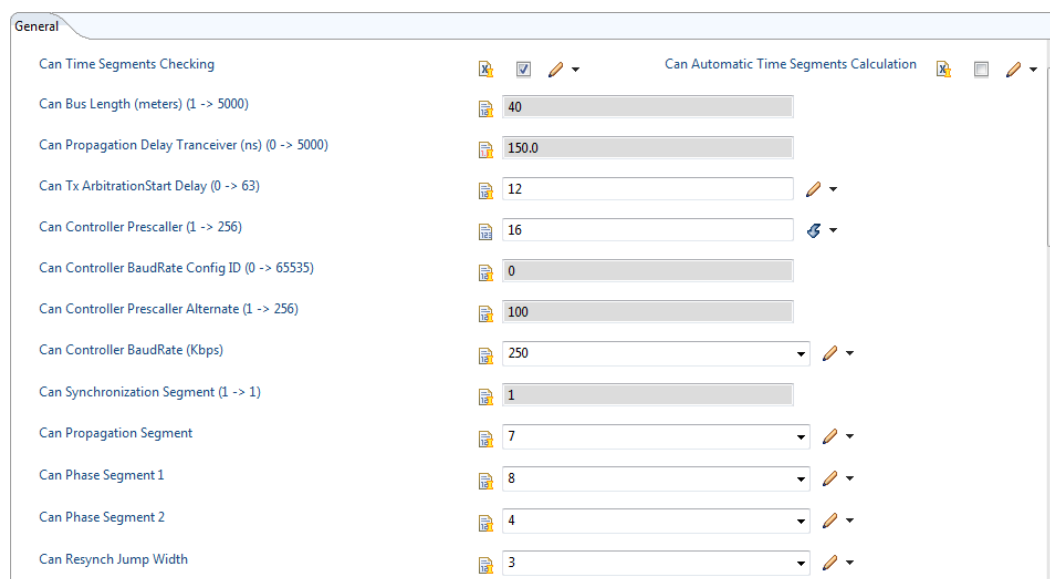 General
Can Time Segments Checking
Can Automatic Time Segments Calculation
Can Bus Length (meters) (1 -> 5000)
40
Can Propagation Delay Tranceiver (ns) (0 -> 5000)
150.0
Can Tx ArbitrationStart Delay (0 -> 63)
12
Can Controller Prescaller (1 -> 256)
16
Can Controller BaudRate Config ID (0 -> 65535)
0
Can Controller Prescaller Alternate (1 -> 256)
100
Can Controller BaudRate (Kbps)
250
Can Synchronization Segment (1 -> 1)
1
Can Propagation Segment
7
Can Phase Segment 1
8
Can Phase Segment 2
4
Can Resynch Jump Width
3